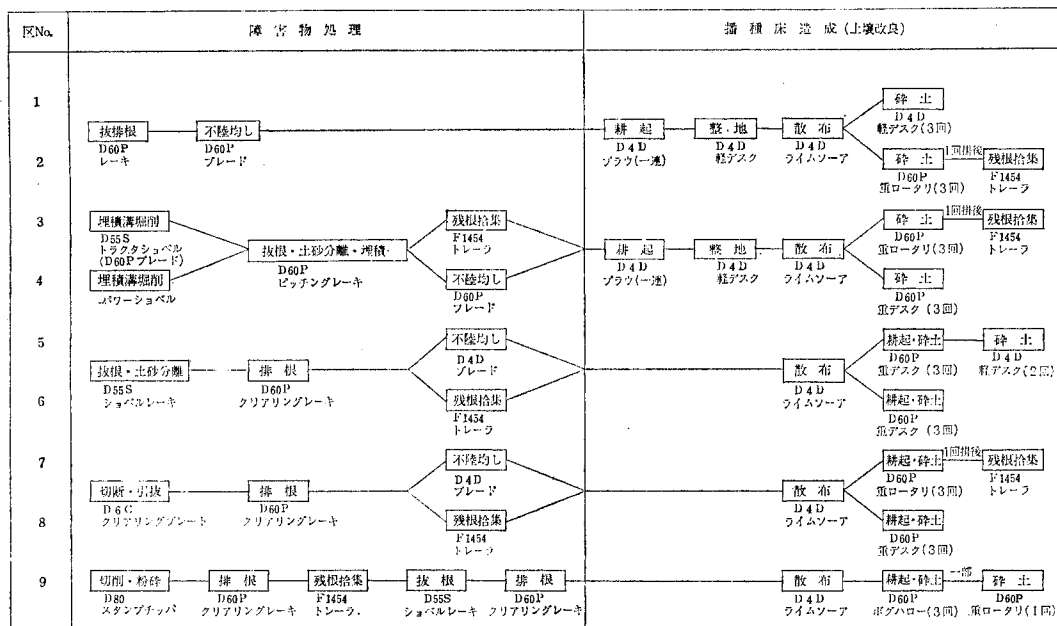 区No. 障害物処理 播種床造成(土壌改良)
1
砕土
D4D
軽デスク(3回)
抜排根 不陸均し 耕起 整地 散布
D60P D60P D4D D4D D4D
レーキ ブレード プラウ(一連) 軽デスク ライムソーア
2
砕土 1回掛後 残根拾集
D60P F1454
重ロータリ(3回) トレーラ
3
埋積溝堀削 残根拾集 砕土 1回掛後 残根拾集
D55S F1454 D60P F1454
トラクタショベル トレーラ 重ロータリ(3回) トレーラ
(D60Pブレード)
抜根・土砂分離・埋積 耕起 整地 散布
D60P D4D D4D D4D
ピッチングレーキ プラウ(一連) 軽デスク ライムソーア
4
埋積溝堀削 不陸均し 砕土
パワーショベル D60P D60P
ブレード 重デスク(3回)
5
不陸均し 耕起・砕土 砕土
D4D D60P D4D
ブレード 重デスク(3回) 軽デスク(2回)
抜根・土砂分離 排根 散布
D55S D60P D4D
ショベルレーキ クリアリングレーキ ライムソーア
6
残根拾集 耕起・砕土
F1454 D60P
トレーラ 重デスク(3回)
7
不陸均し 耕起・砕土 1回掛後 残根拾集
D4D D60P F1454
ブレード 重ロータリ(3回) トレーラ
切断・引抜 排根 散布
D6C D60P D4D
クリアリングブレード クリアリングレーキ ライムソーア
8
残根拾集 耕起・砕土
F1454 D60P
トレーラ 重デスク(3回)
9
切削・粉砕 排根 残根拾集 抜根 排根 散布 耕起・砕土 一部 砕土
D80 D60P F1454 D55S D60P D4D D60P D60P
スタンプチッパ クリアリングレーキ トレーラ. ショベルレーキ クリアリングレーキ ライムソーア ボグハロー(3回) 重ロータリ(1回)